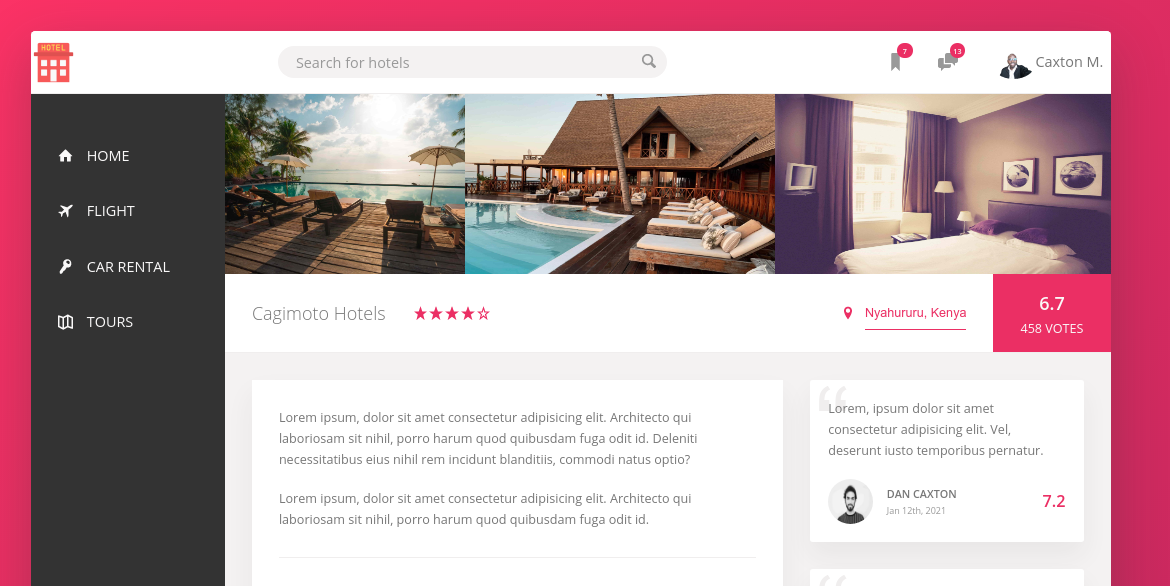 HOTEL
Search for hotels
7
13
Caxton M.
HOME
FLIGHT
CAR RENTAL
TOURS
Cagimoto Hotels
Nyahururu, Kenya
6.7
458 VOTES
Lorem ipsum, dolor sit amet consectetur adipisicing elit. Architecto qui
laboriosam sit nihil, porro harum quod quibusdam fuga odit id. Deleniti
necessitatibus eius nihil rem incidunt blanditiis, commodi natus optio?
Lorem ipsum, dolor sit amet consectetur adipisicing elit. Architecto qui
laboriosam sit nihil, porro harum quod quibusdam fuga odit id.
Lorem, ipsum dolor sit amet
consectetur adipisicing elit. Vel,
deserunt iusto temporibus pernatur.
DAN CAXTON
Jan 12th, 2021
7.2